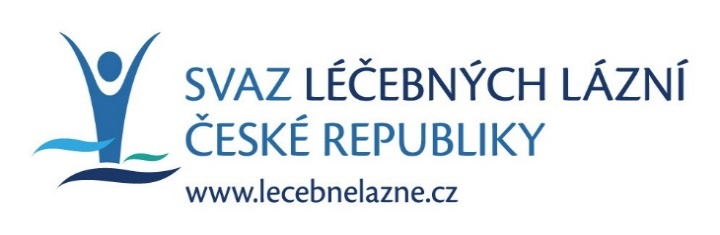 SVAZ LÉČEBNÝCH LÁZNÍ
ČESKÉ REPUBLIKY
www.lecebnelazne.cz